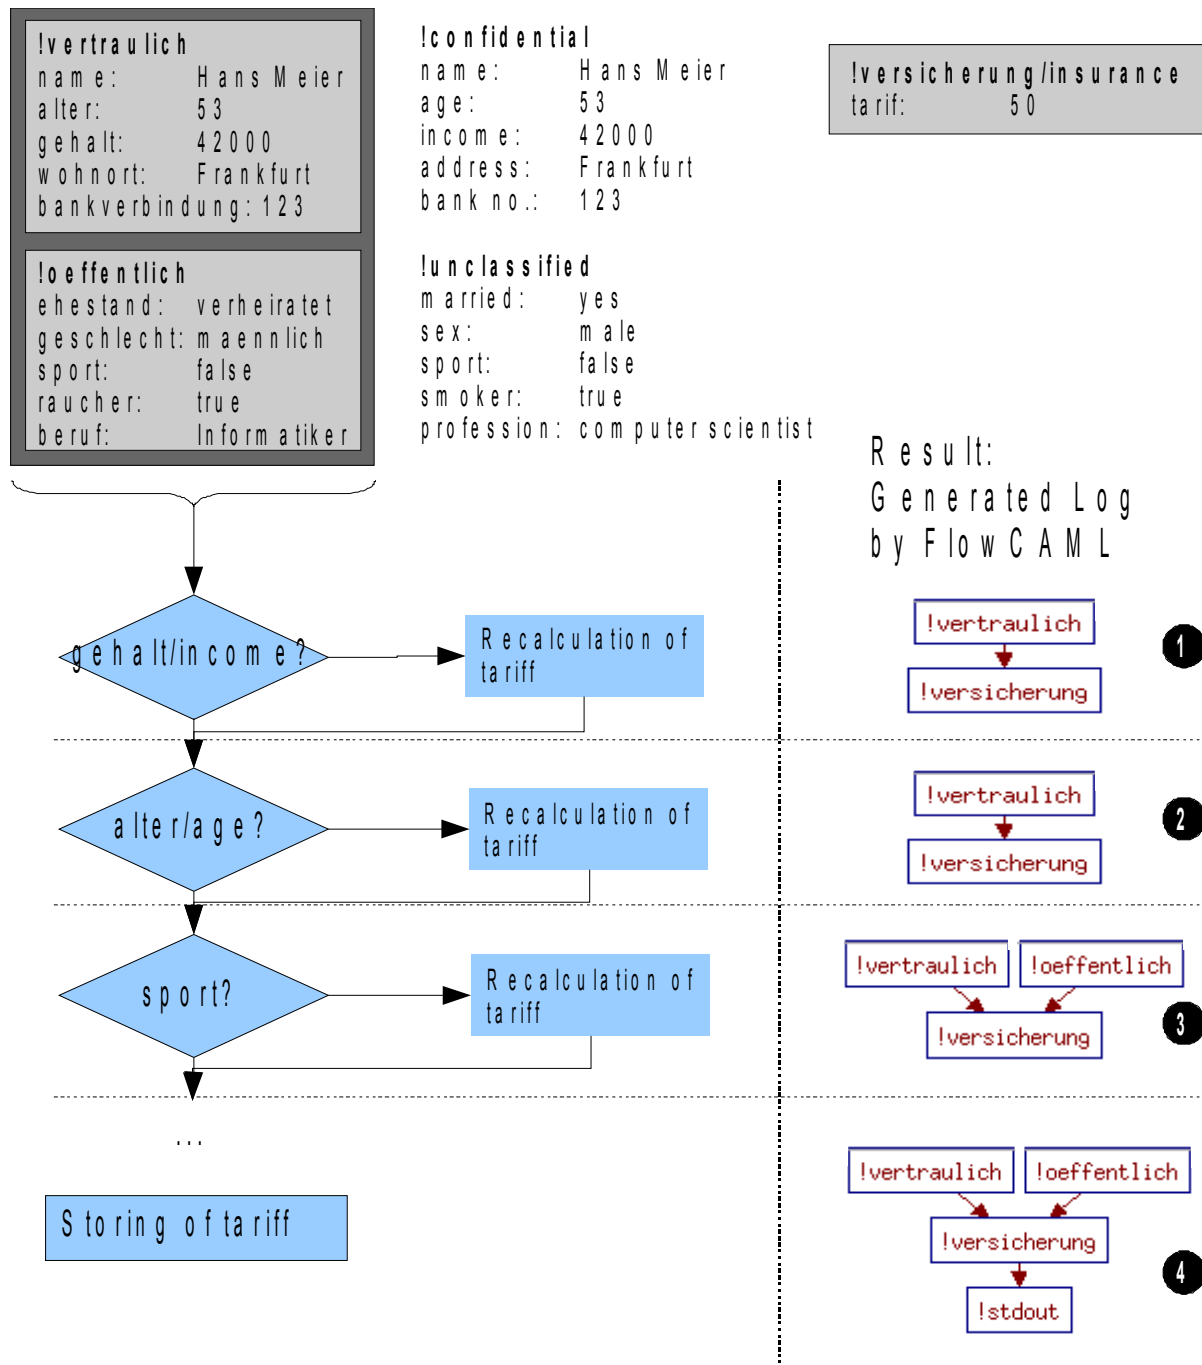 !vertraulich
name: Hans Meier
alter: 53
gehalt: 42000
wohnort: Frankfurt
bankverbindung: 123
!oeffentlich
ehestand: verheiratet
geschlecht: maennlich
sport: false
raucher: true
beruf: Informatiker
!confidential
name: Hans Meier
age: 53
income: 42000
address: Frankfurt
bank no.: 123
!unclassified
married: yes
sex: male
sport: false
smoker: true
profession: computer scientist
!versicherung/insurance
tarif: 50
Result:
Generated Log
by FlowCAML
gehalt/income?
Recalculation of
tariff
!vertraulich
!versicherung
1
alter/age?
Recalculation of
tariff
!vertraulich
!versicherung
2
sport?
Recalculation of
tariff
!vertraulich !oeffentlich
!versicherung
3
...
Storing of tariff
!vertraulich !oeffentlich
!versicherung
!stdout
4